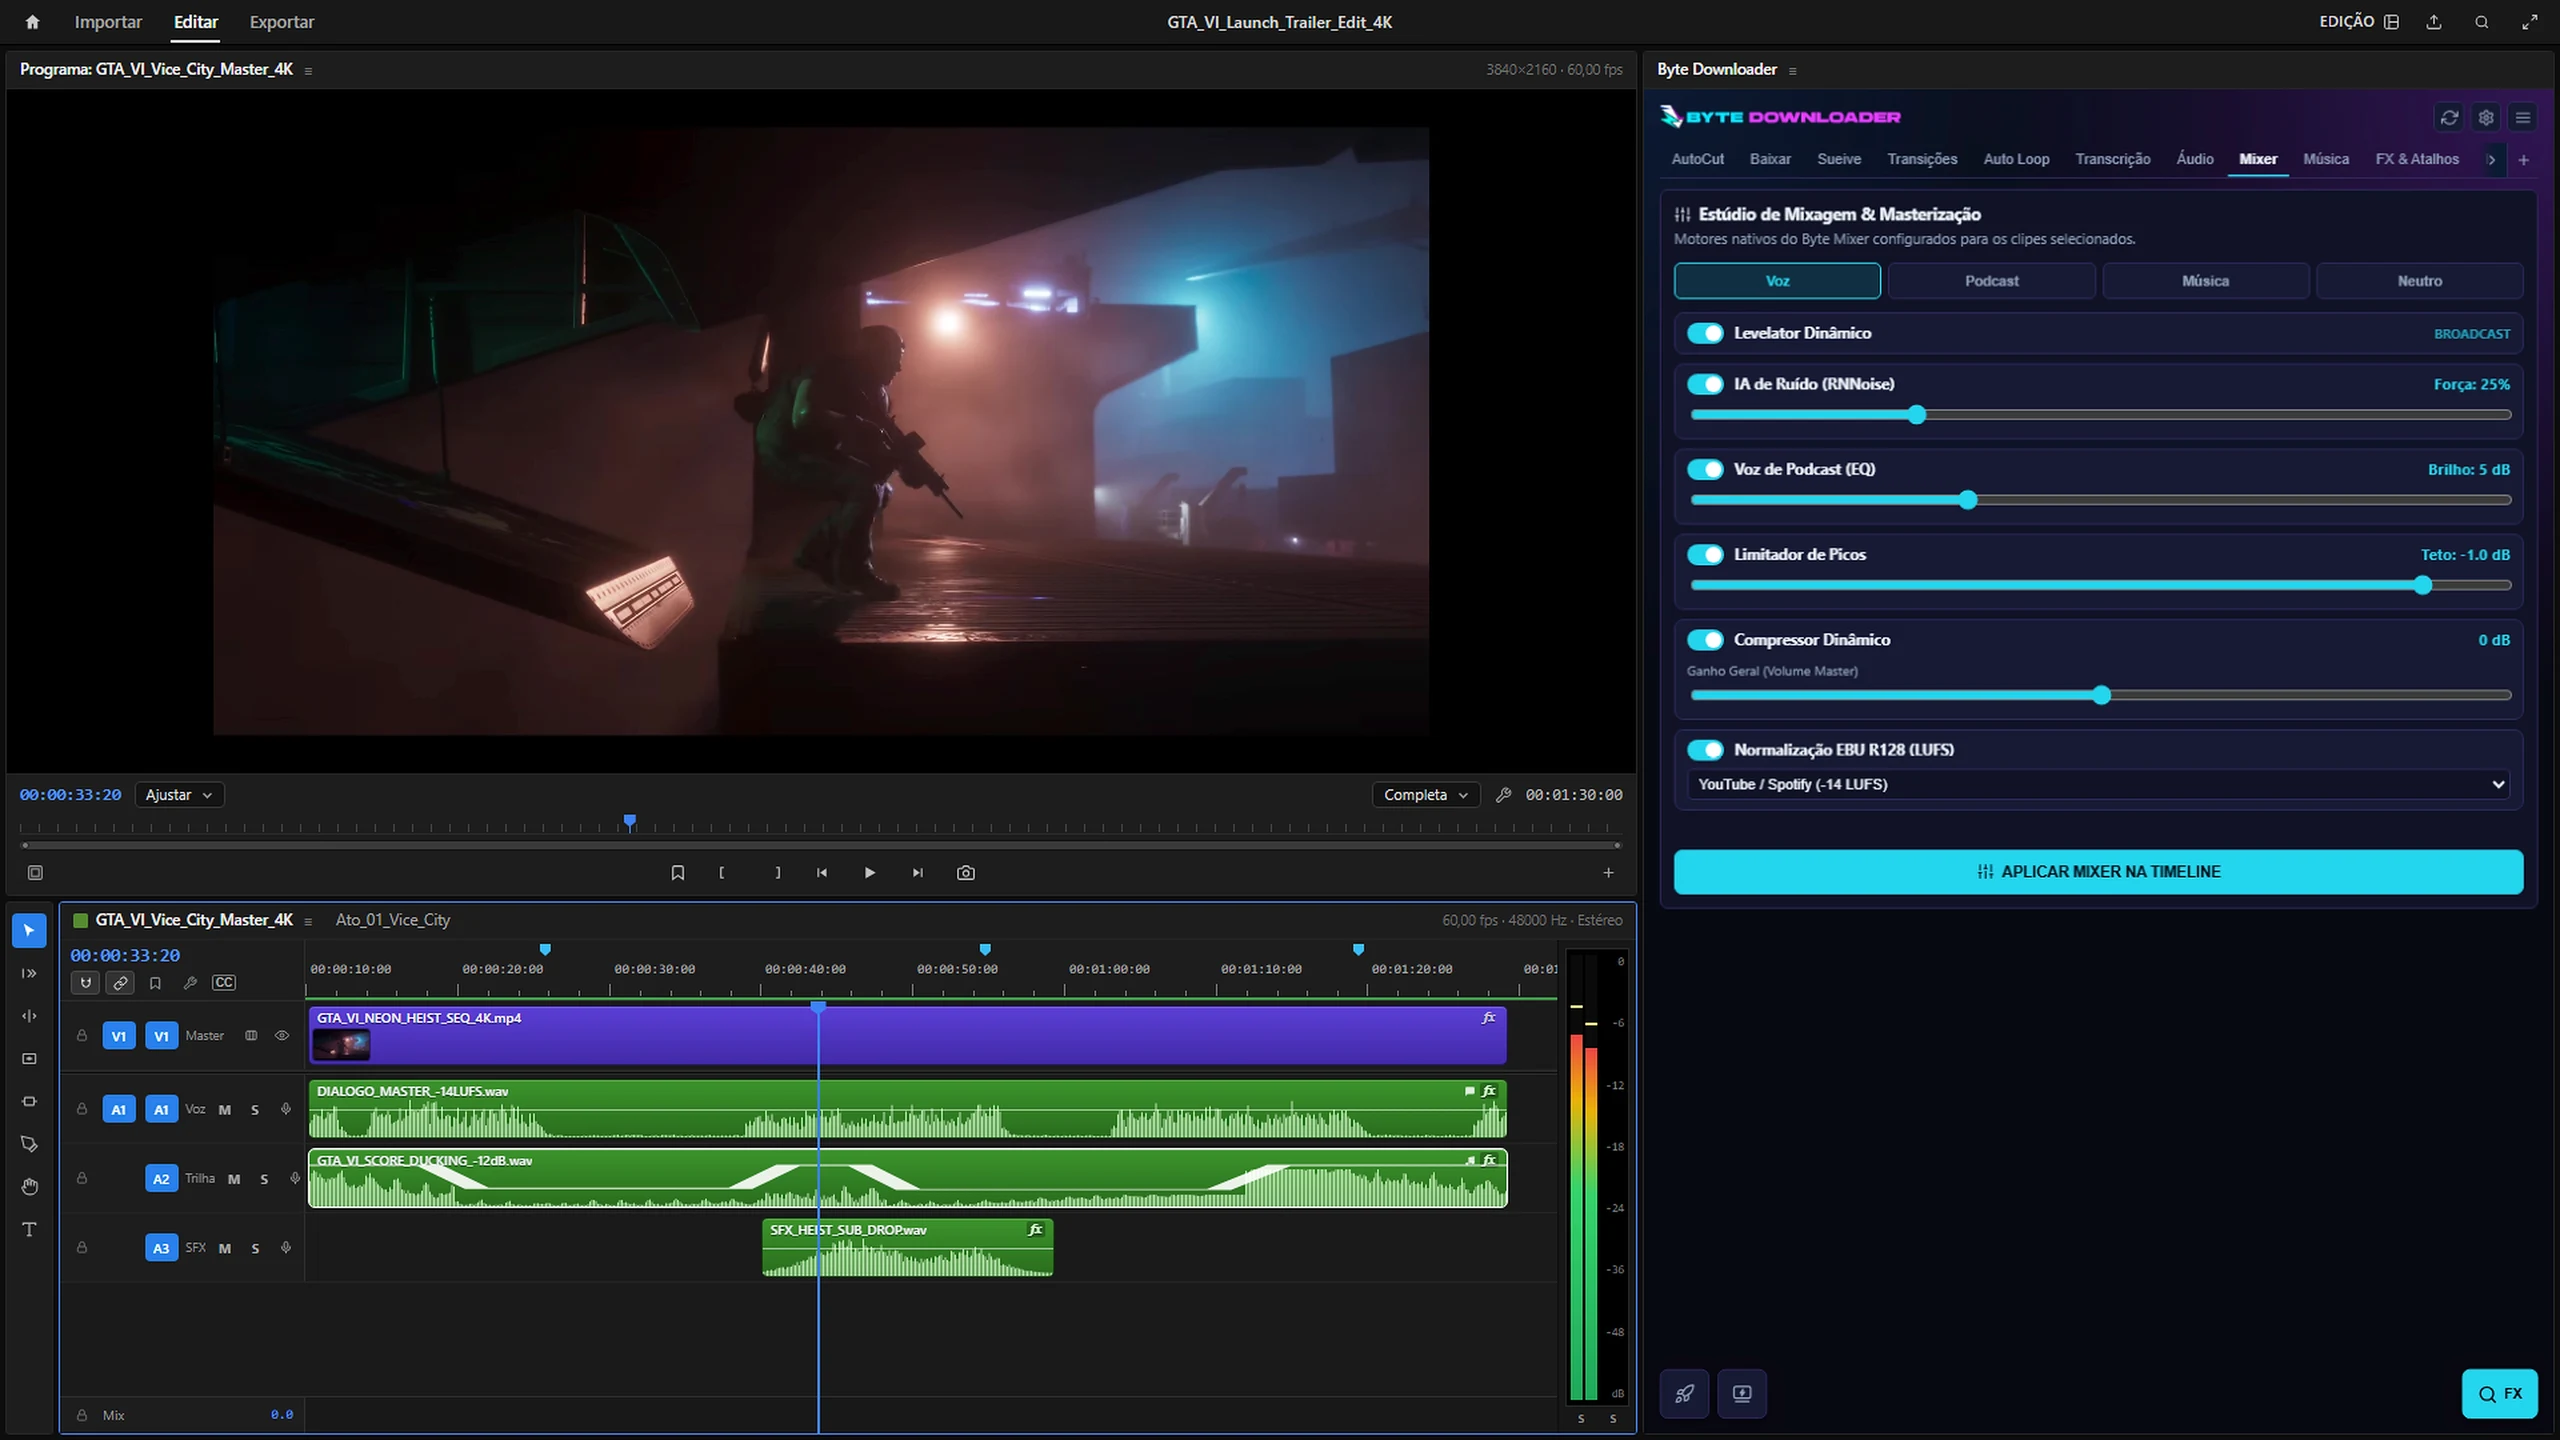 Importar
Editar
Exportar
GTA_VI_Launch_Trailer_Edit_4K
EDIÇÃO
Programa: GTA_VI_Vice_City_Master_4K
3840×2160 · 60,00 fps
00:00:33:20
Ajustar
Completa
00:01:30:00
GTA_VI_Vice_City_Master_4K
Ato_01_Vice_City
60,00 fps · 48000 Hz · Estéreo
00:00:33:20
CC
00:00:10:00
00:00:20:00
00:00:30:00
00:00:40:00
00:00:50:00
00:01:00:00
00:01:10:00
00:01:20:00
00:01
V1
V1
Master
GTA_VI_NEON_HEIST_SEQ_4K.mp4
fx
A1
A1
Voz
M
S
DIALOGO_MASTER_-14LUFS.wav
fx
A2
Trilha
M
S
GTA_VI_SCORE_DUCKING_-12dB.wav
fx
A3
SFX
M
S
SFX_HEIST_SUB_DROP.wav
fx
Mix
0.0
0
-6
-12
-18
-24
-36
-48
dB
S
S
Byte Downloader
BYTE DOWNLOADER
AutoCut
Baixar
Sueive
Transições
Auto Loop
Transcrição
Áudio
Mixer
Música
FX & Atalhos
Estúdio de Mixagem & Masterização
Motores nativos do Byte Mixer configurados para os clipes selecionados.
Voz
Podcast
Música
Neutro
Levelator Dinâmico
BROADCAST
IA de Ruído (RNNoise)
Força: 25%
Voz de Podcast (EQ)
Brilho: 5 dB
Limitador de Picos
Teto: -1.0 dB
Compressor Dinâmico
0 dB
Ganho Geral (Volume Master)
Normalização EBU R128 (LUFS)
YouTube / Spotify (-14 LUFS)
APLICAR MIXER NA TIMELINE
FX